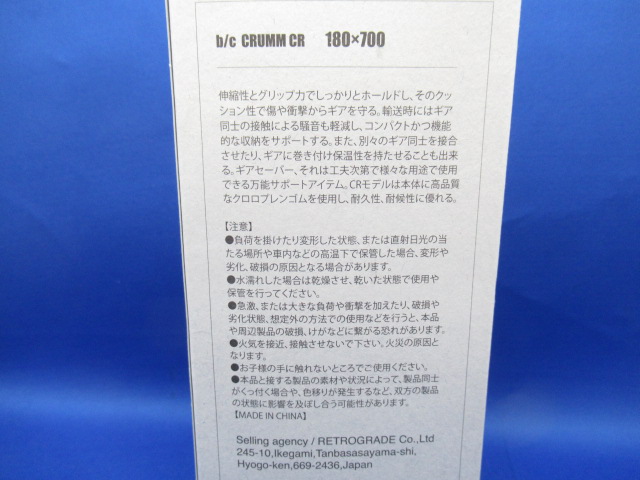 b/c CRUMM CR 180×700
伸縮性とグリップ力でしっかりとホールドし、そのクッ
ション性で傷や衝撃からギアを守る。輸送時にはギア
同士の接触による騒音も軽減し、コンパクトかつ機能
的な収納をサポートする。また、別々のギア同士を接合
させたり、ギアに巻き付け保温性を持たせることも出来
る。ギアセーバー、それは工夫次第で様々な用途で使用
できる万能サポートアイテム。CRモデルは本体に高品質
なクロロプレンゴムを使用し、耐久性、耐候性に優れる。
【注意】
●負荷を掛けたり変形した状態、または直射日光の当
たる場所や車内などの高温下で保管した場合、変形や
劣化、破損の原因となる場合があります。
●水濡れした場合は乾燥させ、乾いた状態で使用や
保管を行ってください。
●急激、または大きな負荷や衝撃を加えたり、破損や
劣化状態、想定外の方法での使用などを行うと、本品
や周辺製品の破損、けがなどに繋がる恐れがあります。
●火気を接近、接触させないで下さい。火災の原因と
なります。
●お子様の手に触れないところでご使用ください。
●本品と接する製品の素材や状況によって、製品同士
がくっ付く場合や、色移りが発生するなど、双方の製品
の状態に影響を及ぼし合う可能性があります。
【MADE IN CHINA】
Selling agency / RETROGRADE Co.,Ltd
245-10,Ikegami,Tanbasasayama-shi,
Hyogo-ken,669-2436,Japan